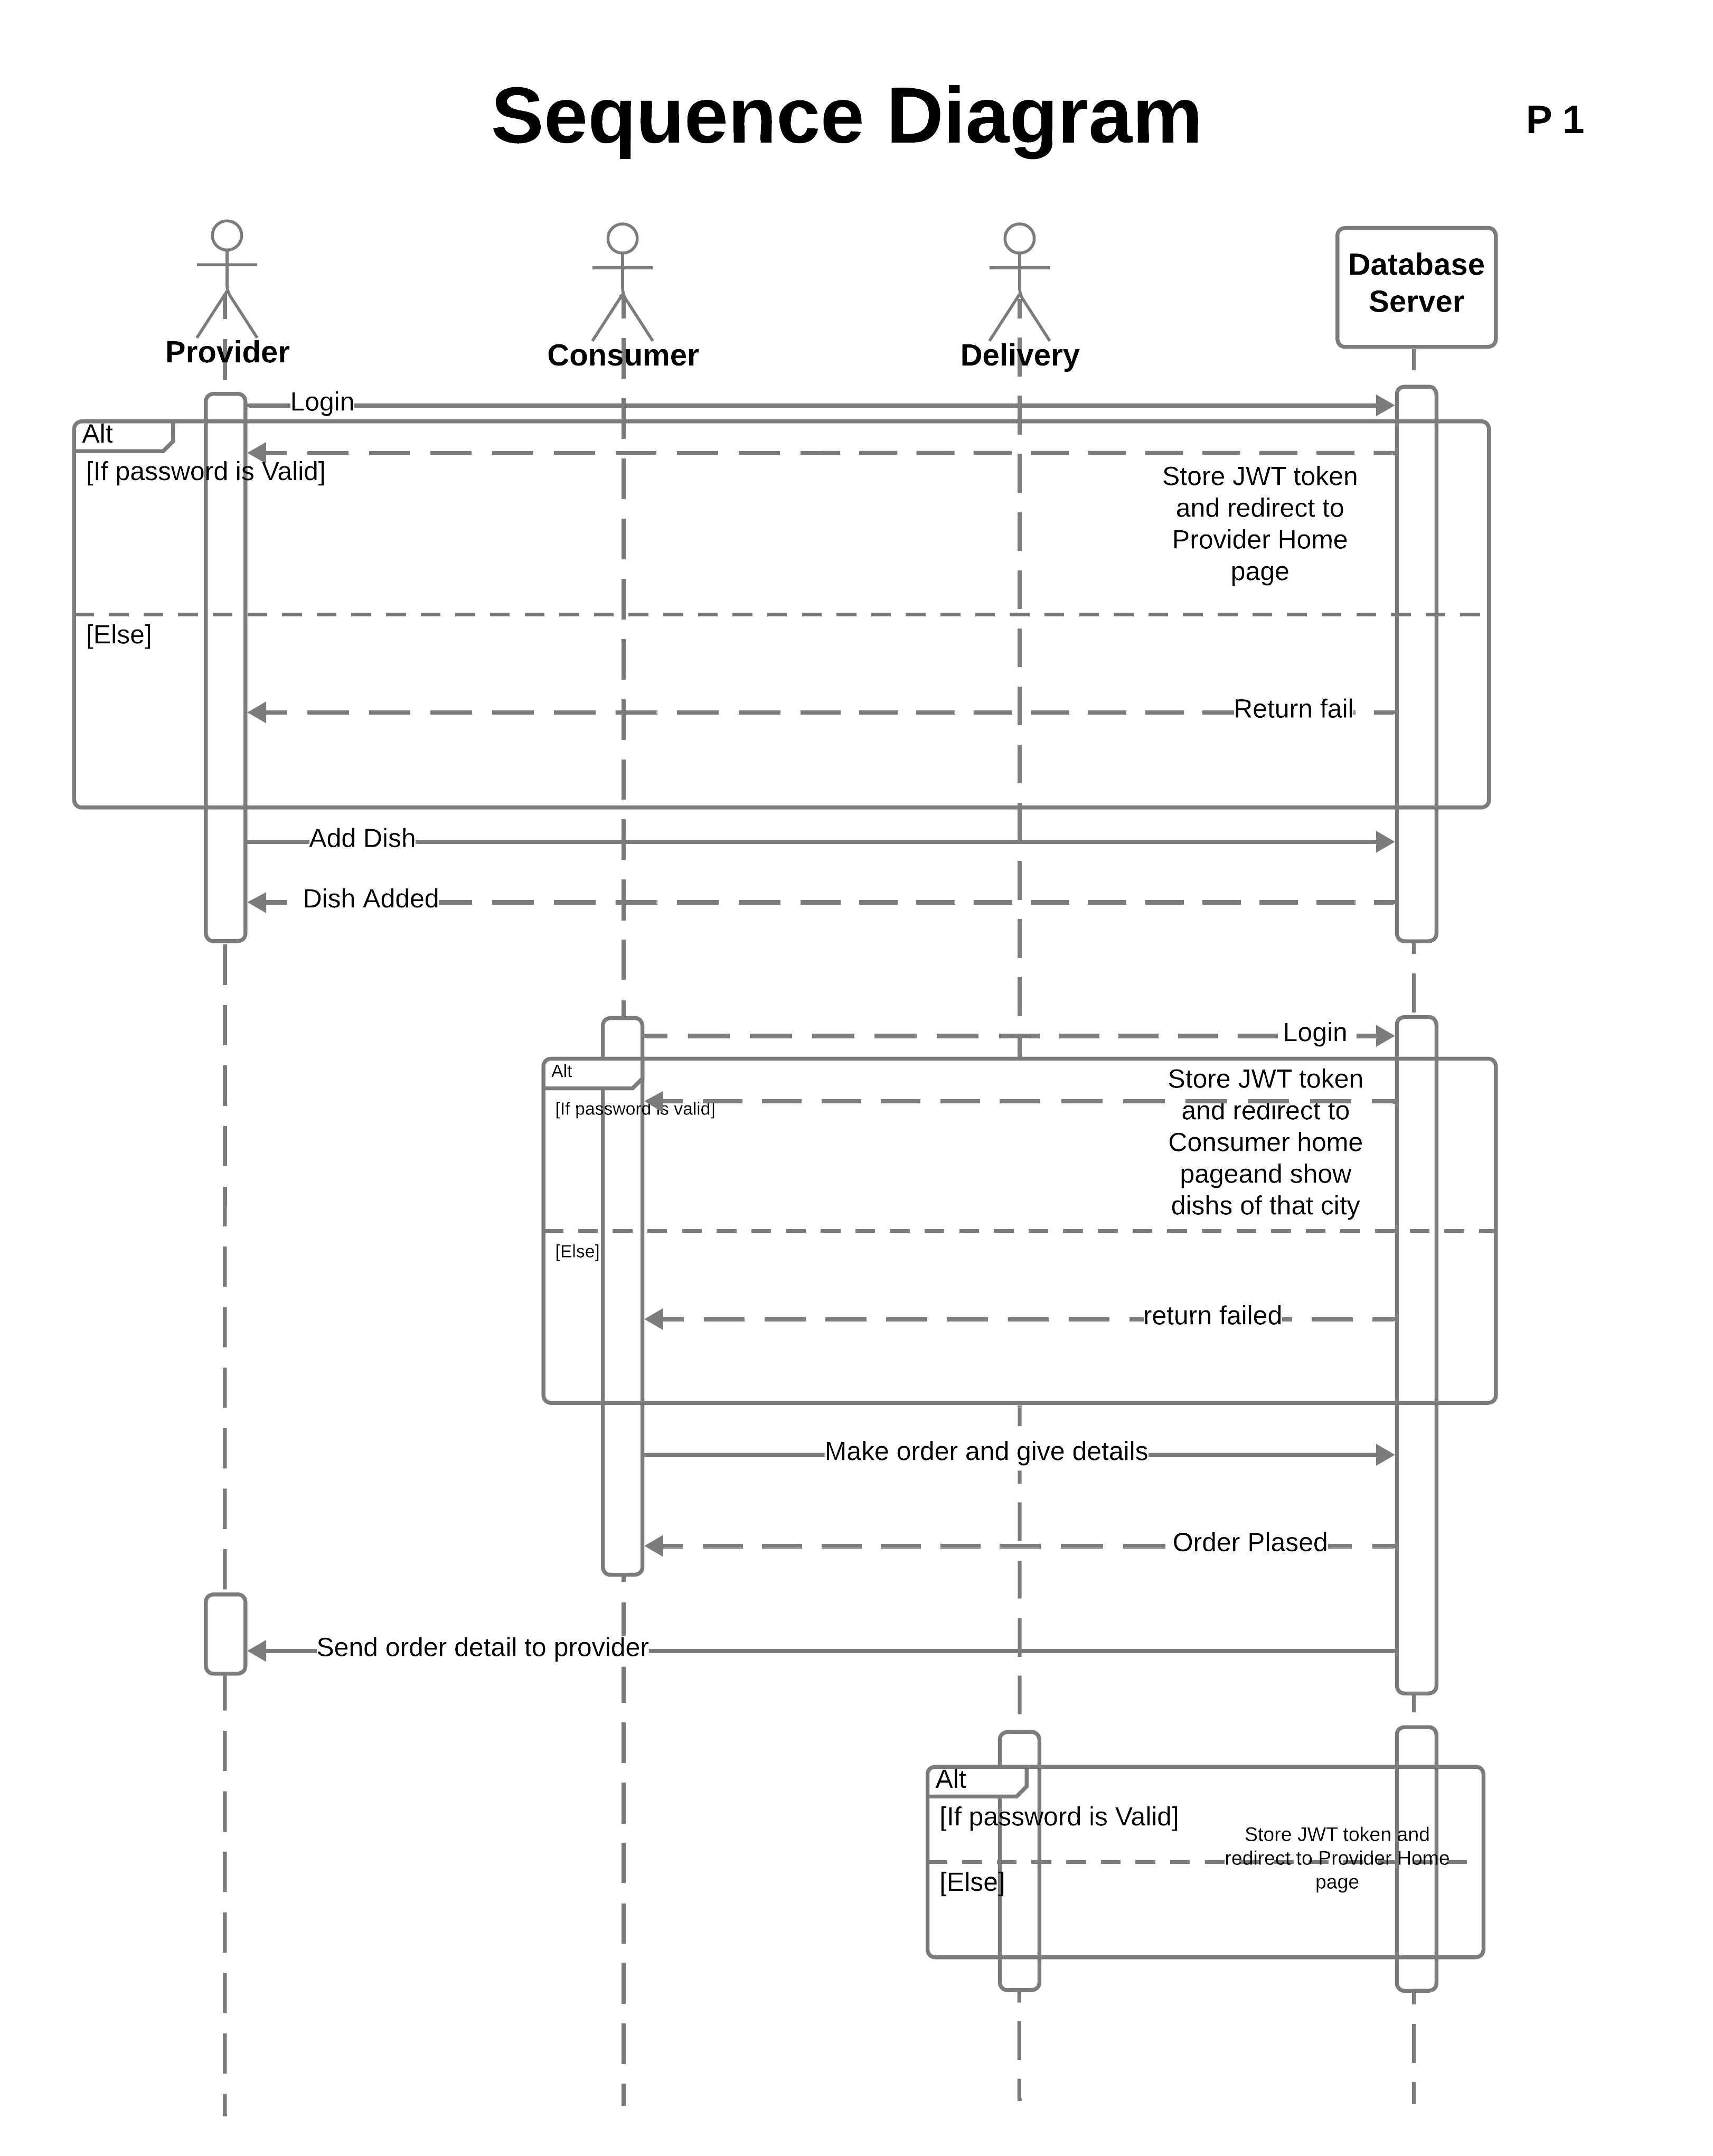 Sequence Diagram
P 1
Provider
Consumer
Delivery
Database
Server
Login
Alt
[If password is Valid]
Store JWT token
and redirect to
Provider Home
page
[Else]
Return fail
Add Dish
Dish Added
Login
Alt
[If password is valid]
Store JWT token
and redirect to
Consumer home
pageand show
dishs of that city
[Else]
return failed
Make order and give details
Order Plased
Send order detail to provider
Alt
[If password is Valid]
Store JWT token and
redirect to Provider Home
page
[Else]